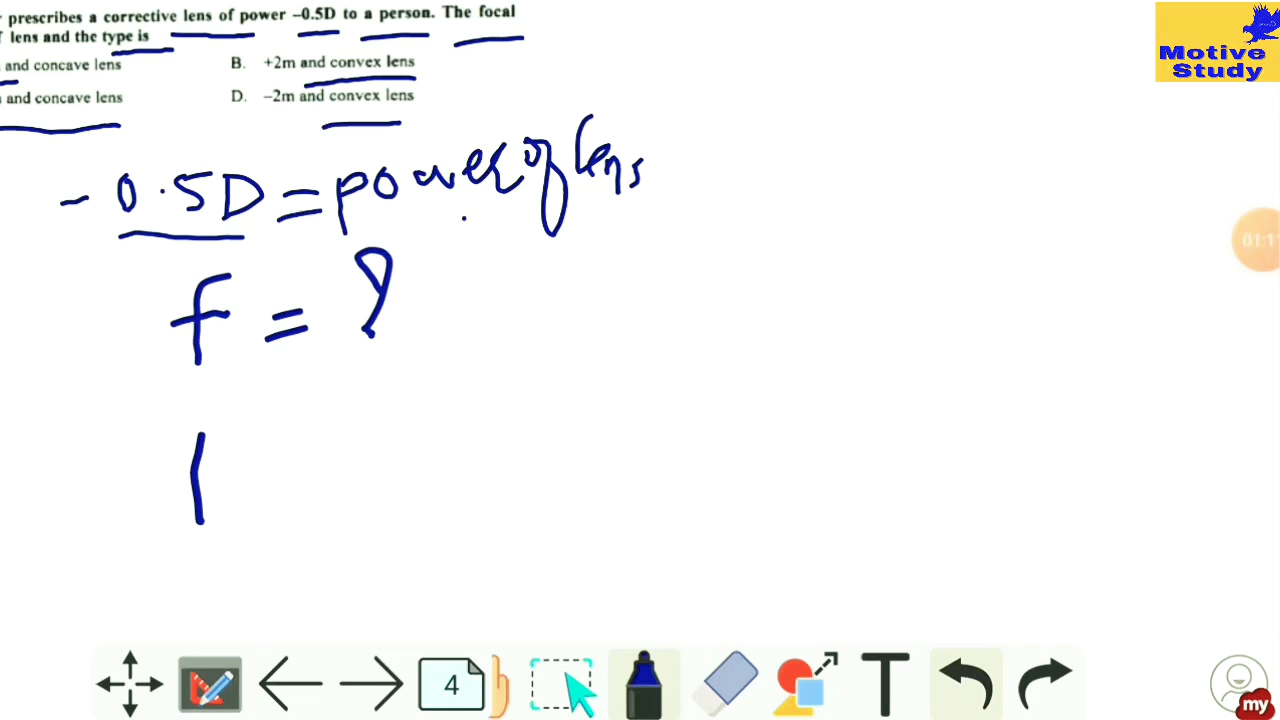 prescribes a corrective lens of power –0.5D to a person. The focal
lens and the type is
and concave lens B. +2m and convex lens
and concave lens D. –2m and convex lens
- 0.5D = power of lens
f = ?
Motive
Study
01:1
4
T
my